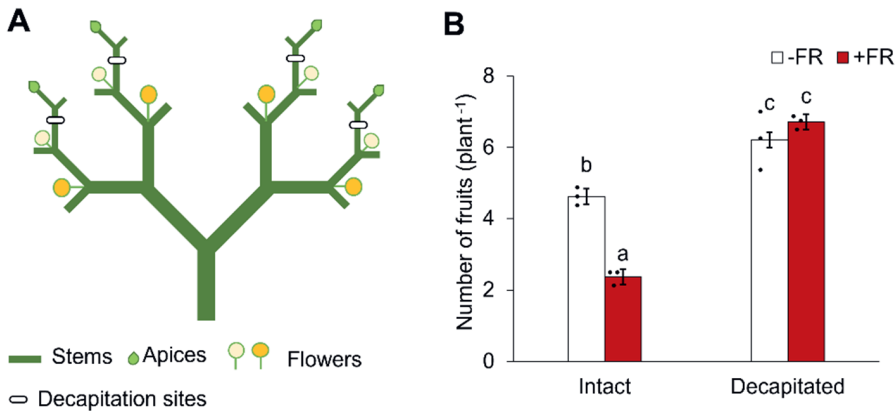 A
Stems Apices Flowers
Decapitation sites
B
-FR +FR
Number of fruits (plant⁻¹)
8
6
4
2
0
b
a
c c
Intact Decapitated